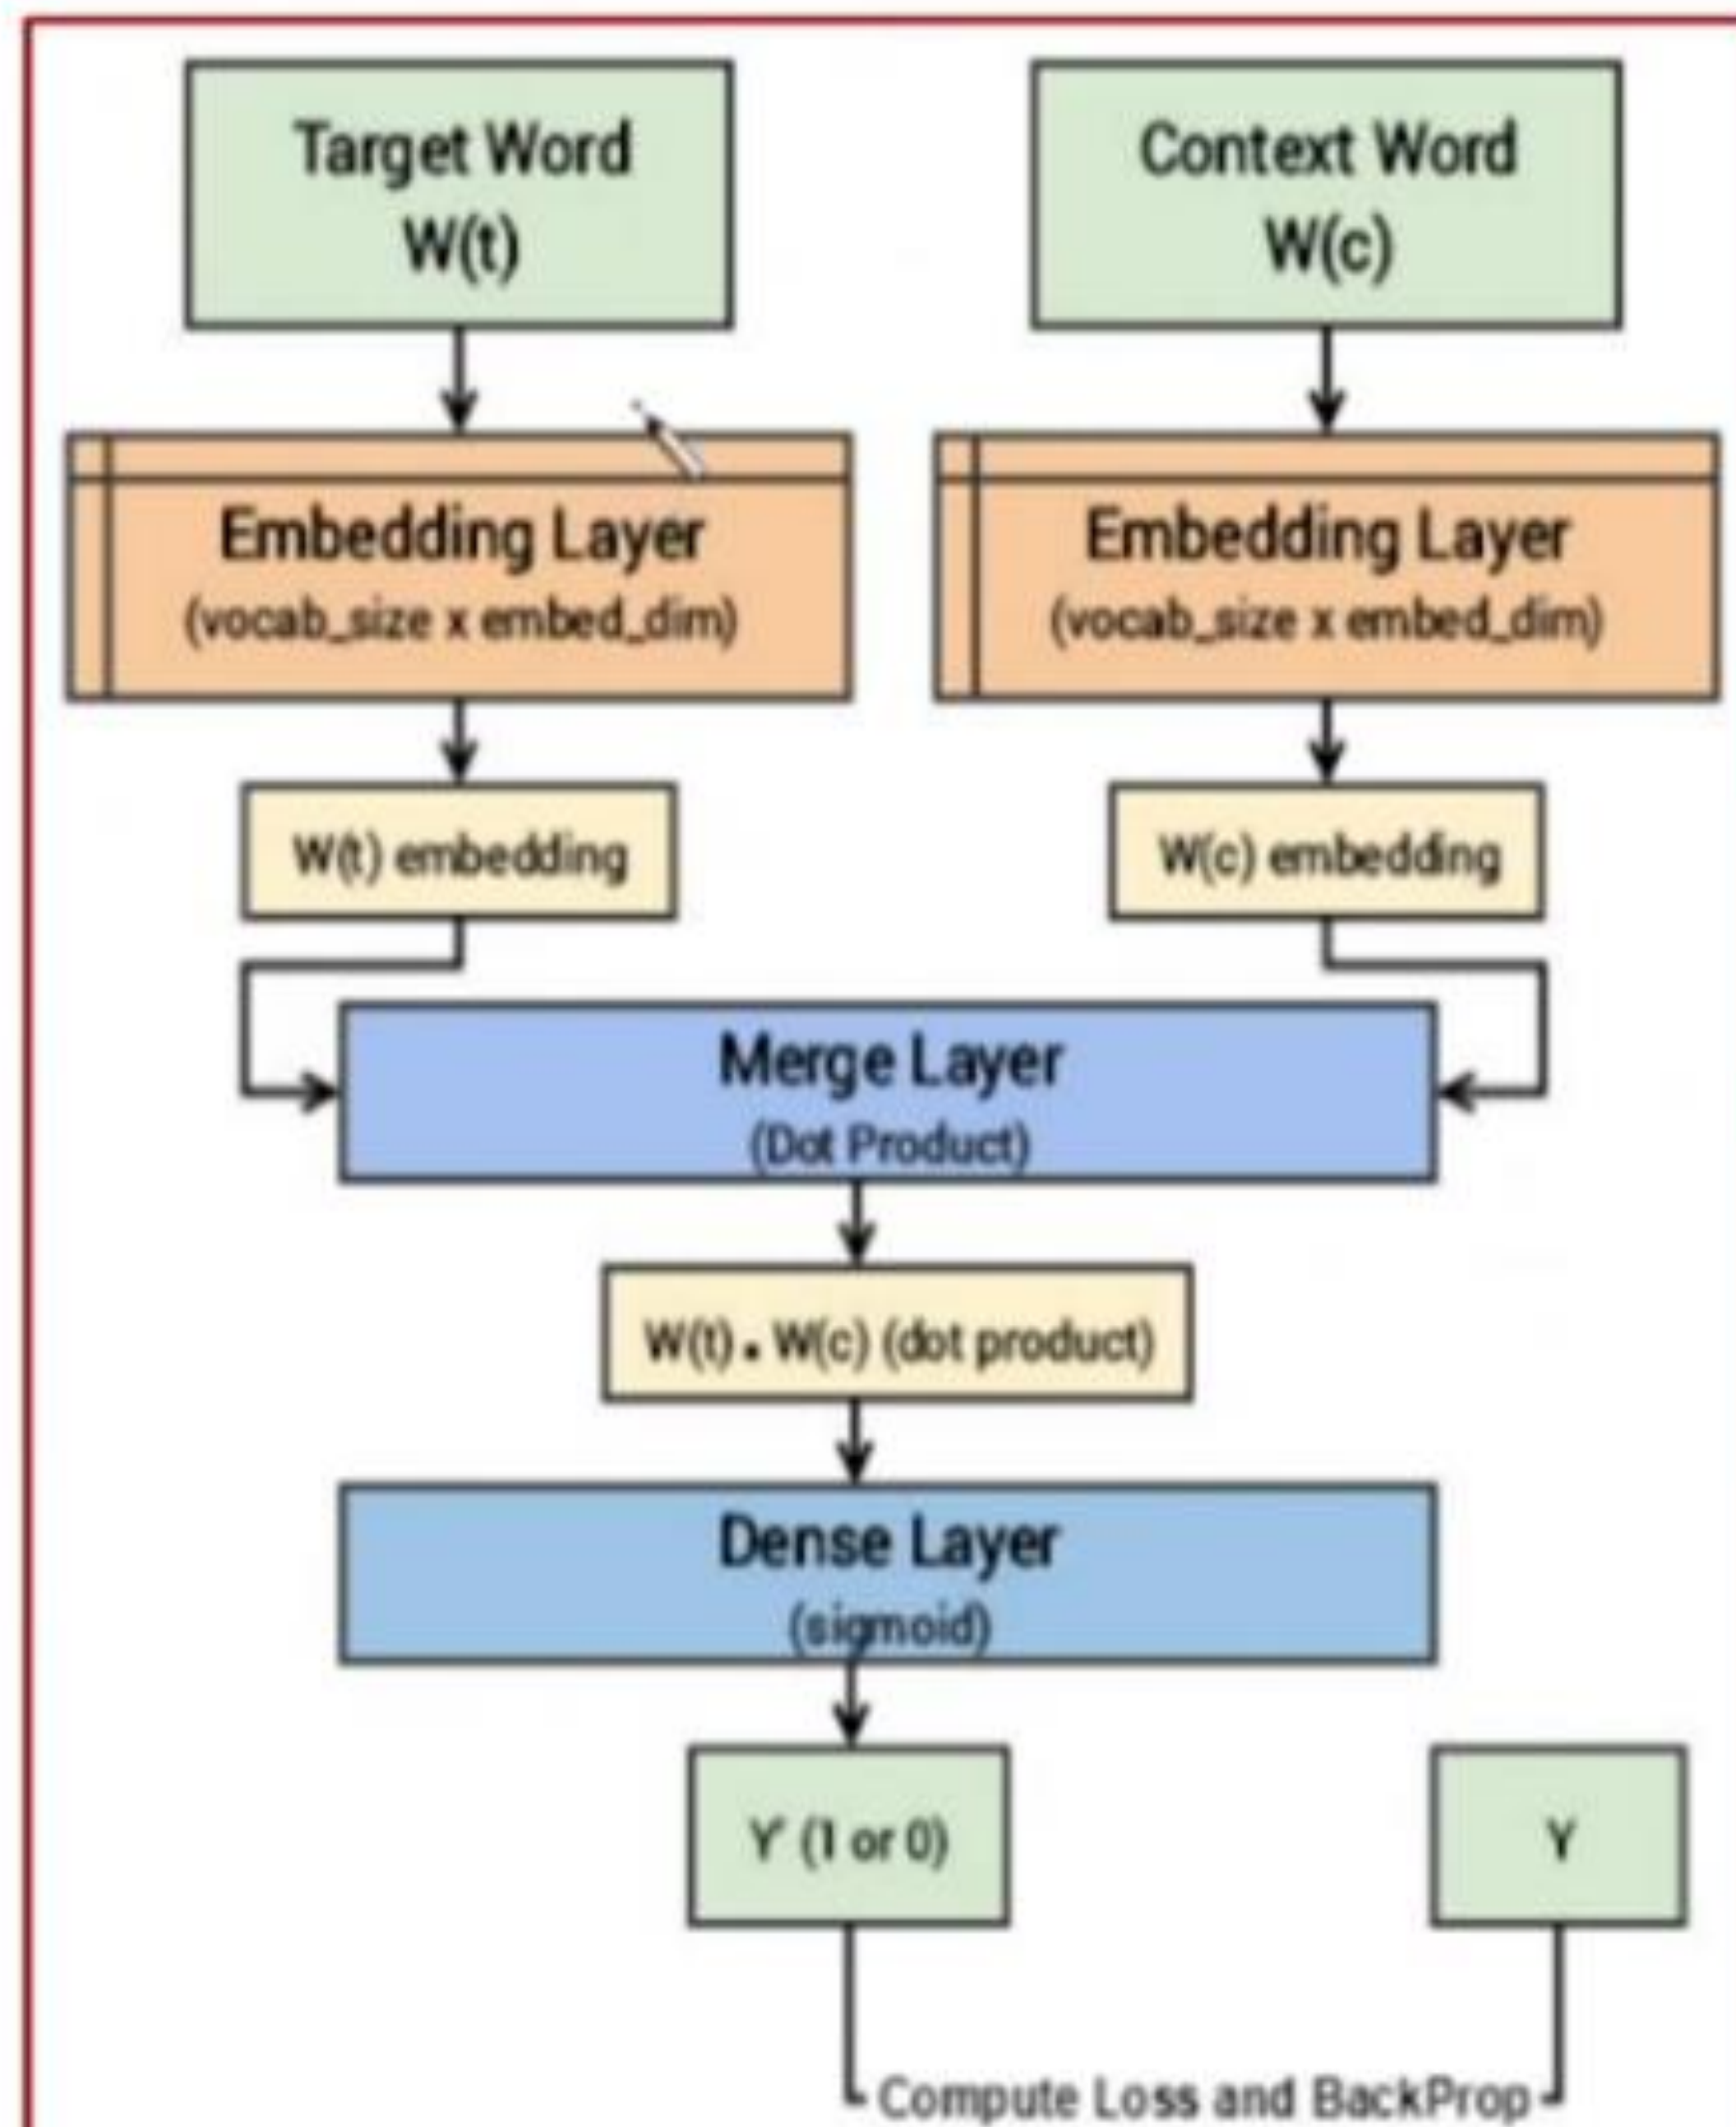 Target Word
W(t)
Context Word
W(c)
Embedding Layer
(vocab_size x embed_dim)
Embedding Layer
(vocab_size x embed_dim)
W(t) embedding
W(c) embedding
Merge Layer
(Dot Product)
W(t) . W(c) (dot product)
Dense Layer
(sigmoid)
Y' (1 or 0)
Y
Compute Loss and BackProp